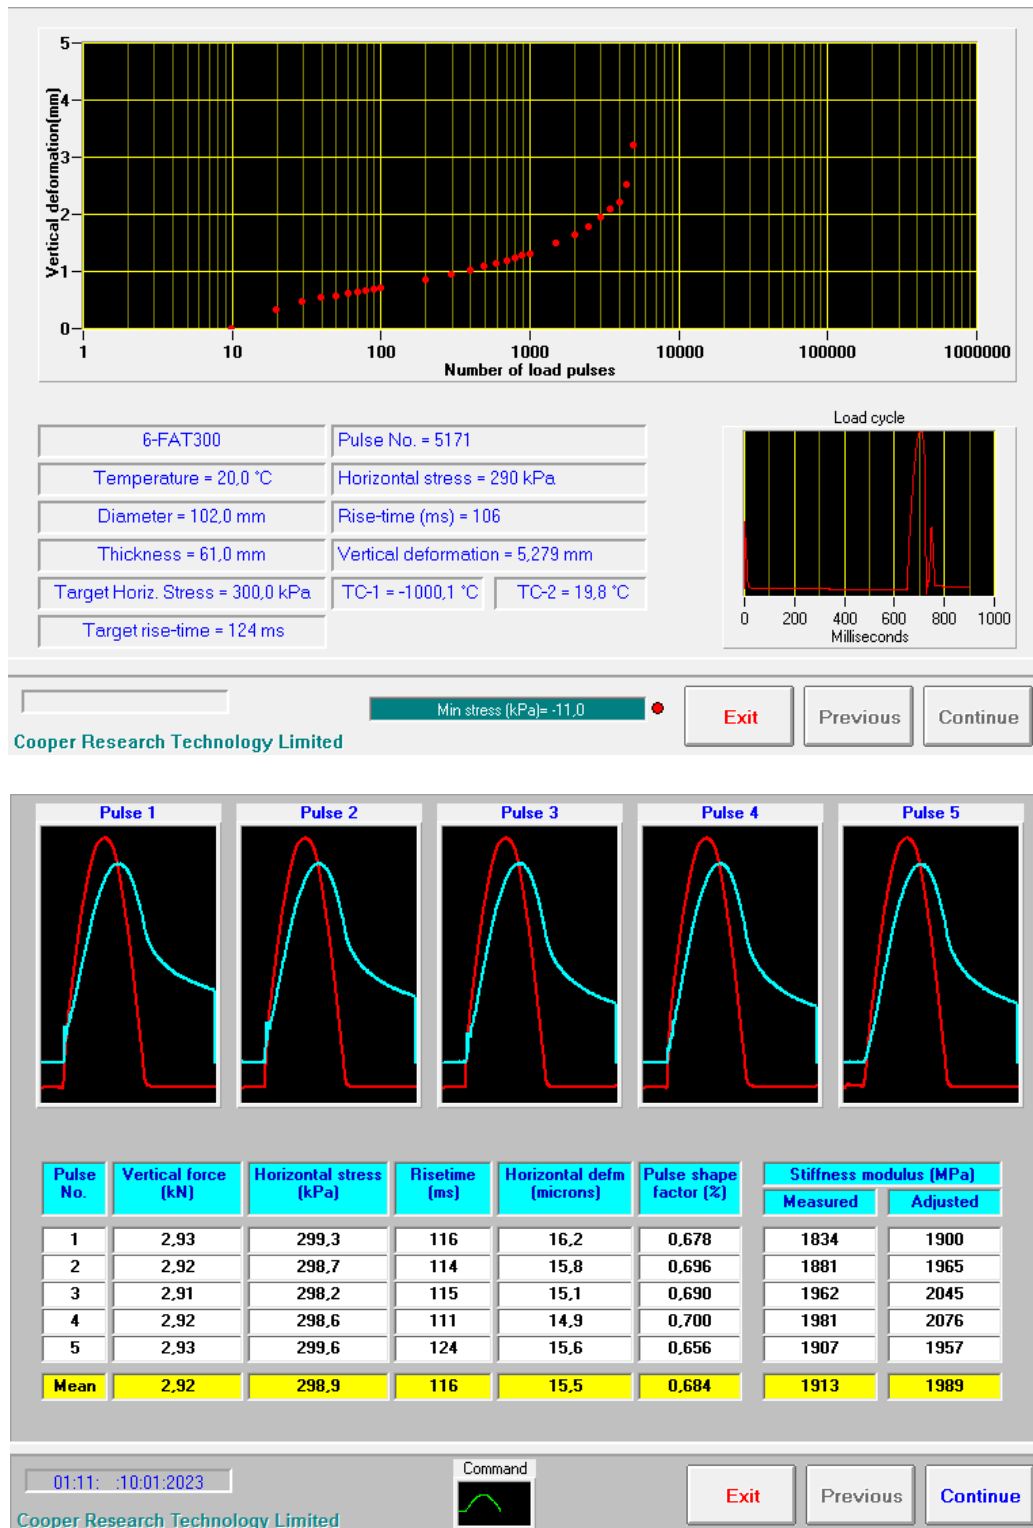 5
4
3
2
1
0
Vertical deformation(mm)
1 10 100 1000 10000 100000 1000000
Number of load pulses
6-FAT300 Pulse No. = 5171
Temperature = 20,0 °C Horizontal stress = 290 kPa
Diameter = 102,0 mm Rise-time (ms) = 106
Thickness = 61,0 mm Vertical deformation = 5,279 mm
Target Horiz. Stress = 300,0 kPa TC-1 = -1000,1 °C TC-2 = 19,8 °C
Target rise-time = 124 ms
Load cycle
0 200 400 600 800 1000
Milliseconds
Min stress (kPa)= -11,0
Exit Previous Continue
Cooper Research Technology Limited
Pulse 1 Pulse 2 Pulse 3 Pulse 4 Pulse 5
Pulse No. Vertical force (kN) Horizontal stress (kPa) Risetime (ms) Horizontal defm (microns) Pulse shape factor (%) Stiffness modulus (MPa)
Measured Adjusted
1 2,93 299,3 116 16,2 0,678 1834 1900
2 2,92 298,7 114 15,8 0,696 1881 1965
3 2,91 298,2 115 15,1 0,690 1962 2045
4 2,92 298,6 111 14,9 0,700 1981 2076
5 2,93 299,6 124 15,6 0,656 1907 1957
Mean 2,92 298,9 116 15,5 0,684 1913 1989
01:11: :10:01:2023
Command
Exit Previous Continue
Cooper Research Technology Limited